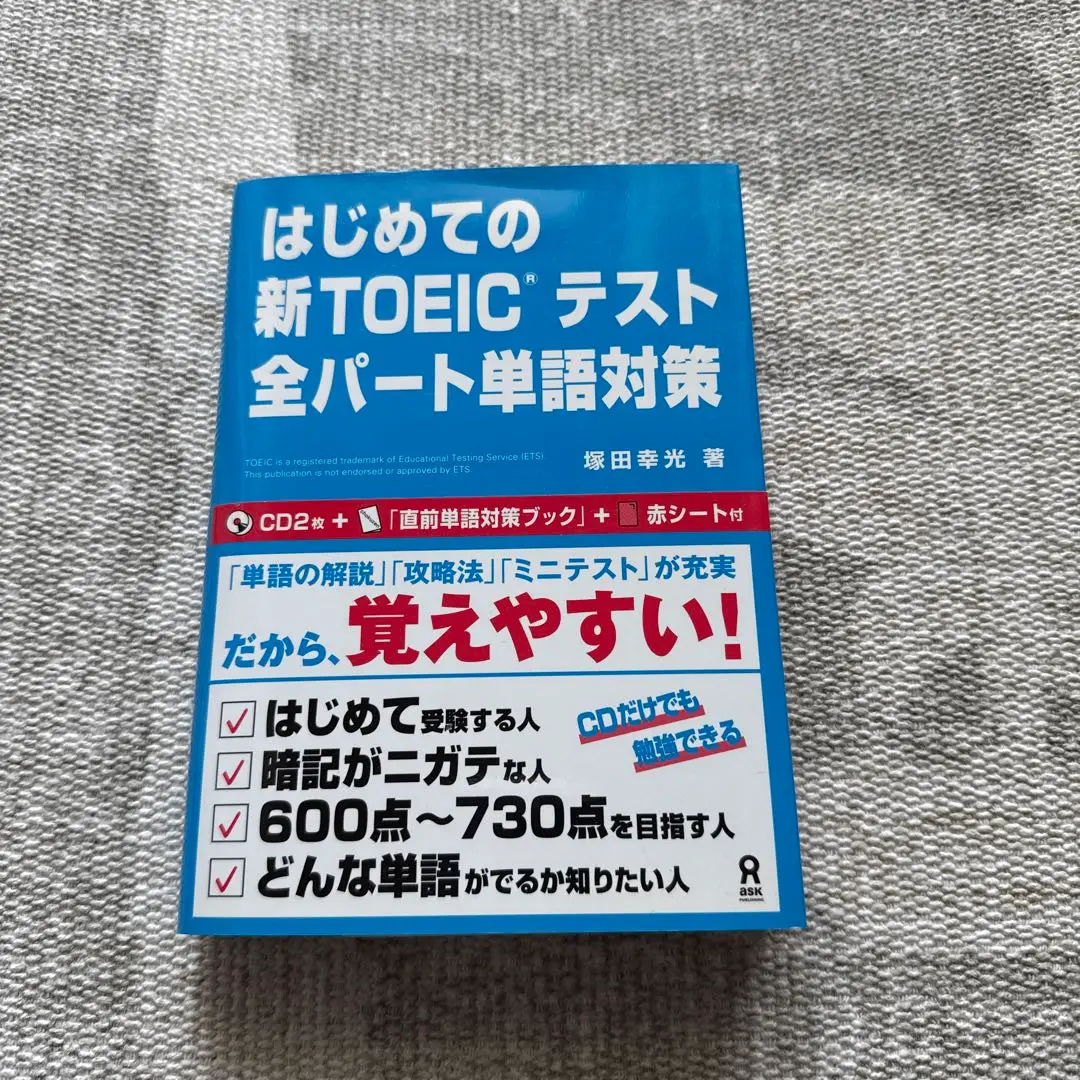 はじめての
新TOEIC® テスト
全パート単語対策
TOEIC is a registered trademark of Educational Testing Service (ETS).
This publication is not endorsed or approved by ETS.
塚田幸光 著
CD2枚 + 「直前単語対策ブック」 + 赤シート付
「単語の解説」「攻略法」「ミニテスト」が充実
だから、覚えやすい!
はじめて受験する人
暗記がニガテな人
600点〜730点を目指す人
どんな単語がでるか知りたい人
CDだけでも
勉強できる
ask
PUBLISHING